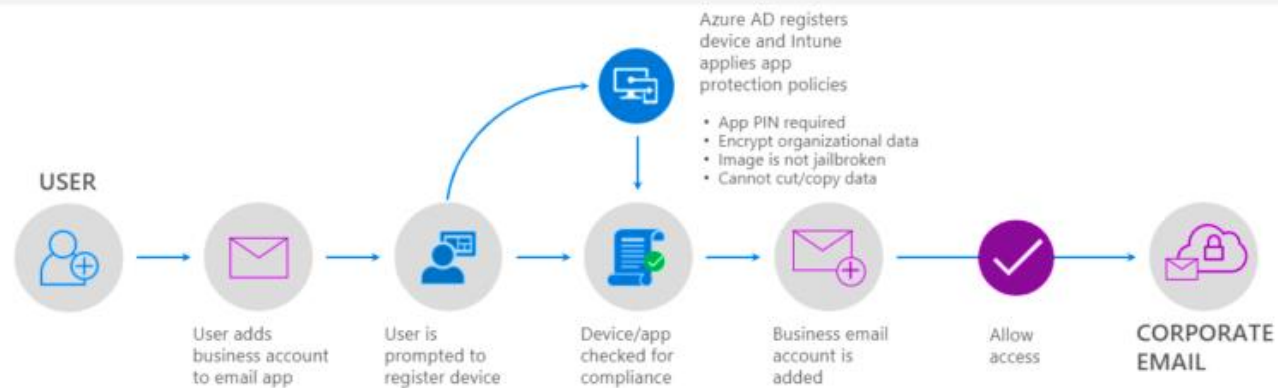 Azure AD registers
device and Intune
applies app
protection policies
• App PIN required
• Encrypt organizational data
• Image is not jailbroken
• Cannot cut/copy data
USER
User adds
business account
to email app
User is
prompted to
register device
Device/app
checked for
compliance
Business email
account is
added
Allow
access
CORPORATE
EMAIL